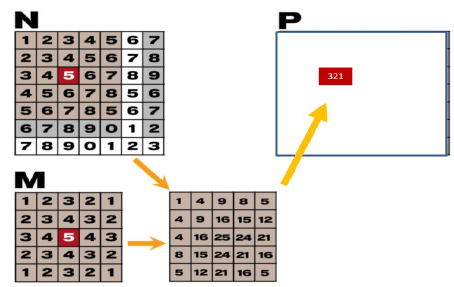 N
1 2 3 4 5 6 7
2 3 4 5 6 7 8
3 4 5 6 7 8 9
4 5 6 7 8 5 6
5 6 7 8 5 6 7
6 7 8 9 0 1 2
7 8 9 0 1 2 3
P
321
M
1 2 3 2 1
2 3 4 3 2
3 4 5 4 3
2 3 4 3 2
1 2 3 2 1
1 4 9 8 5
4 9 16 15 12
4 16 25 24 21
8 15 24 21 16
5 12 21 16 5